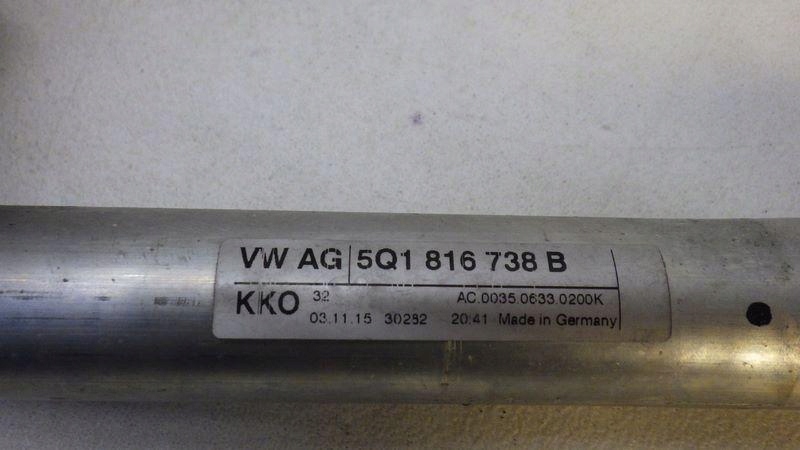 VW AG 5Q1 816 738 B
KKO 32 AC.0035.0633.0200K
03.11.15 30282 20:41 Made in Germany